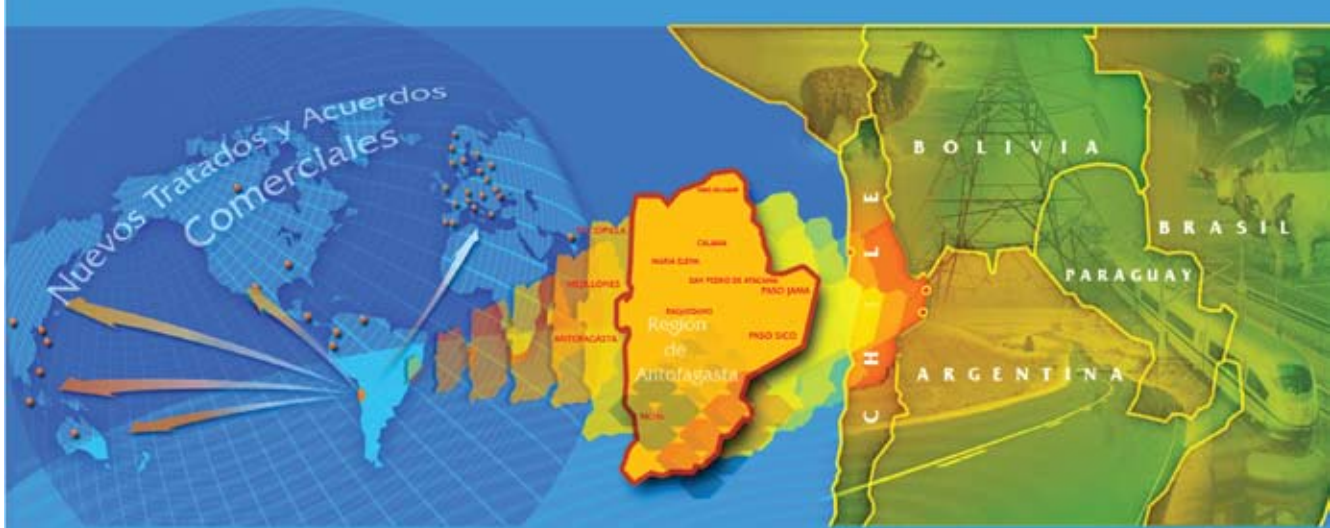 Nuevos Tratados y Acuerdos
Comerciales
TOCOPILLA
CALAMA
MARIA ELENA
MEJILLONES
SAN PEDRO DE ATACAMA
PASO JAMA
BAQUEDANO
ANTOFAGASTA
PASO SICO
Región
de
Antofagasta
TALTAL
CHILE
BOLIVIA
BRASIL
PARAGUAY
ARGENTINA